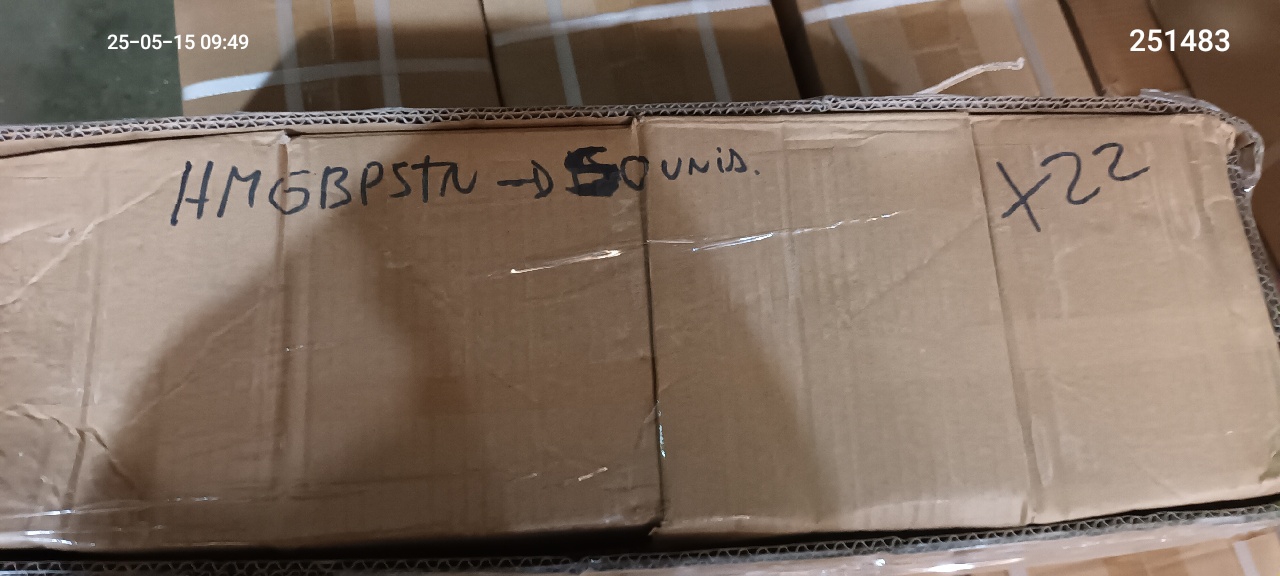 25-05-15 09:49
251483
HMGBPSTN → 50 UNID.
X22